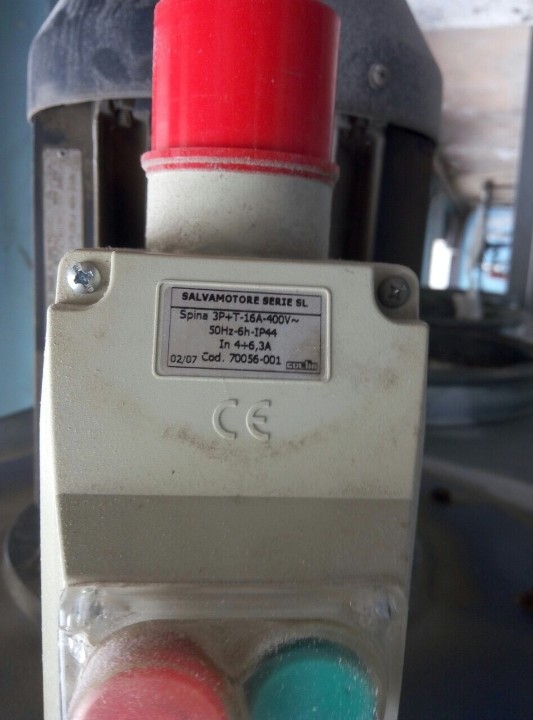 SALVAMOTORE SERIE SL
Spina 3P+T-16A-400V~
50Hz-6h-IP44
In 4÷6,3A
02/07 Cod. 70056-001
CE